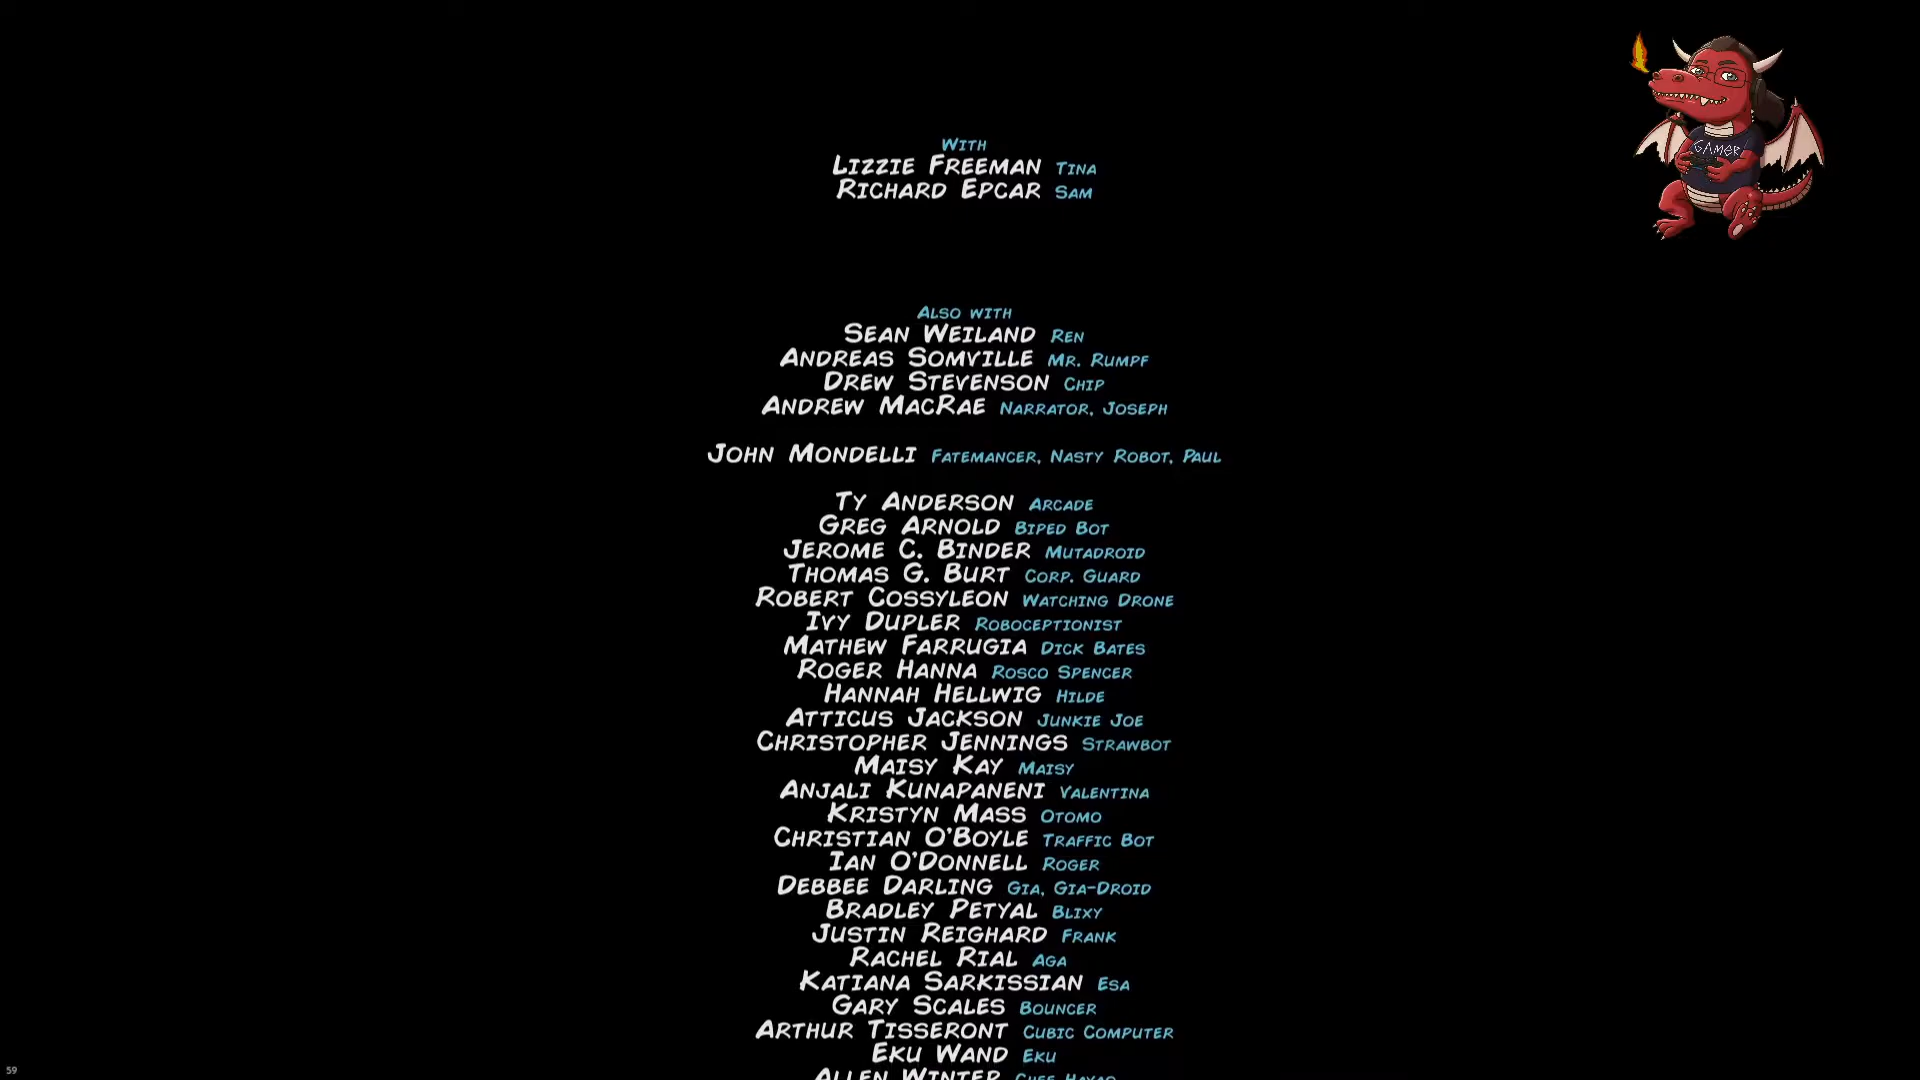 With
Lizzie Freeman Tina
Richard Epcar Sam
Also with
Sean Weiland Ren
Andreas Somville Mr. Rumpf
Drew Stevenson Chip
Andrew MacRae Narrator, Joseph
John Mondelli Fatemancer, Nasty Robot, Paul
Ty Anderson Arcade
Greg Arnold Biped Bot
Jerome C. Binder Mutadroid
Thomas G. Burt Corp. Guard
Robert Cossyleon Watching Drone
Ivy Dupler Roboceptionist
Mathew Farrugia Dick Bates
Roger Hanna Rosco Spencer
Hannah Hellwig Hilde
Atticus Jackson Junkie Joe
Christopher Jennings Strawbot
Maisy Kay Maisy
Anjali Kunapaneni Valentina
Kristyn Mass Otomo
Christian O'Boyle Traffic Bot
Ian O'Donnell Roger
Debbee Darling Gia, Gia-Droid
Bradley Petyal Blixy
Justin Reighard Frank
Rachel Rial Aga
Katiana Sarkissian Esa
Gary Scales Bouncer
Arthur Tisseront Cubic Computer
Eku Wand Eku
Allen Winter
GAMER
59